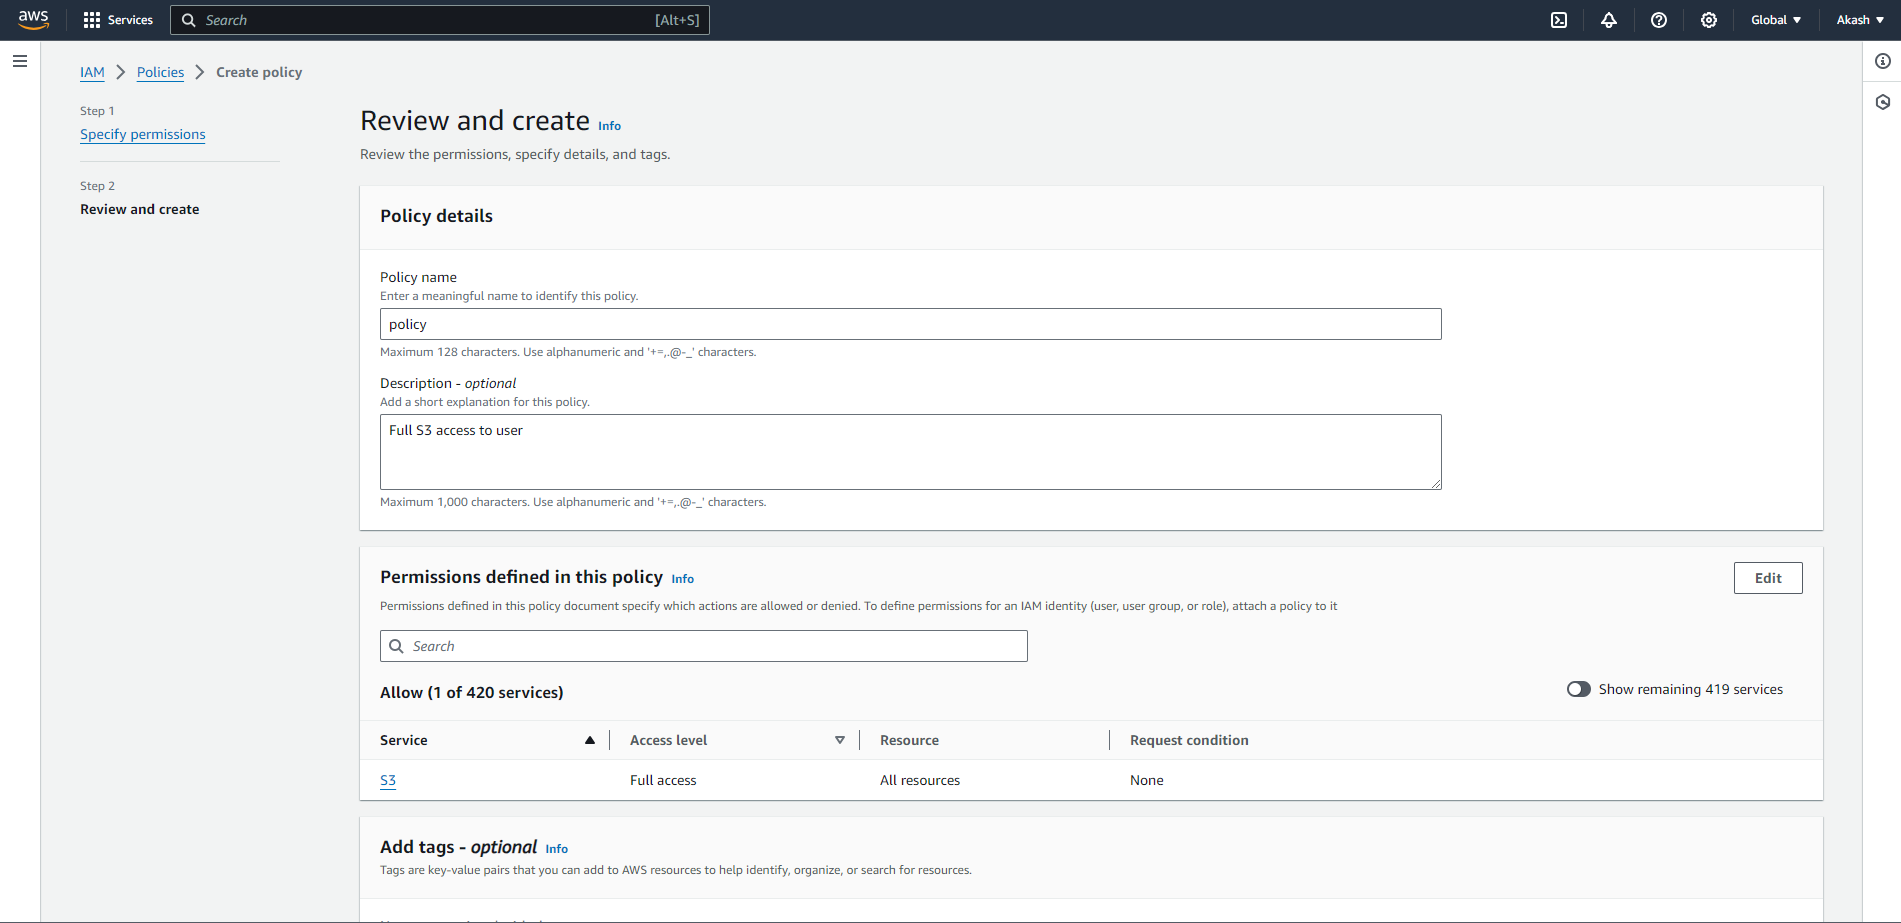 aws
Services
Search
[Alt+S]
Global
Akash
IAM
Policies
Create policy
Step 1
Specify permissions
Step 2
Review and create
Review and create Info
Review the permissions, specify details, and tags.
Policy details
Policy name
Enter a meaningful name to identify this policy.
policy
Maximum 128 characters. Use alphanumeric and '+=,.@-_' characters.
Description - optional
Add a short explanation for this policy.
Full S3 access to user
Maximum 1,000 characters. Use alphanumeric and '+=,.@-_' characters.
Permissions defined in this policy Info
Edit
Permissions defined in this policy document specify which actions are allowed or denied. To define permissions for an IAM identity (user, user group, or role), attach a policy to it
Search
Allow (1 of 420 services)
Show remaining 419 services
Service
Access level
Resource
Request condition
S3
Full access
All resources
None
Add tags - optional Info
Tags are key-value pairs that you can add to AWS resources to help identify, organize, or search for resources.